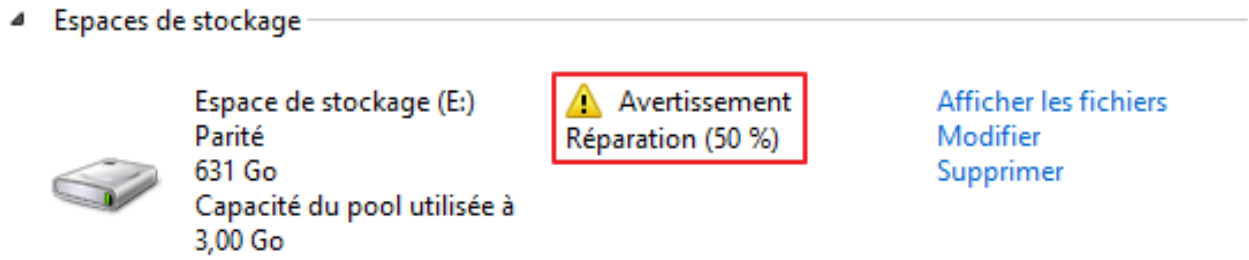 Espaces de stockage
Espace de stockage (E:)
Parité
631 Go
Capacité du pool utilisée à
3,00 Go
Avertissement
Réparation (50 %)
Afficher les fichiers
Modifier
Supprimer